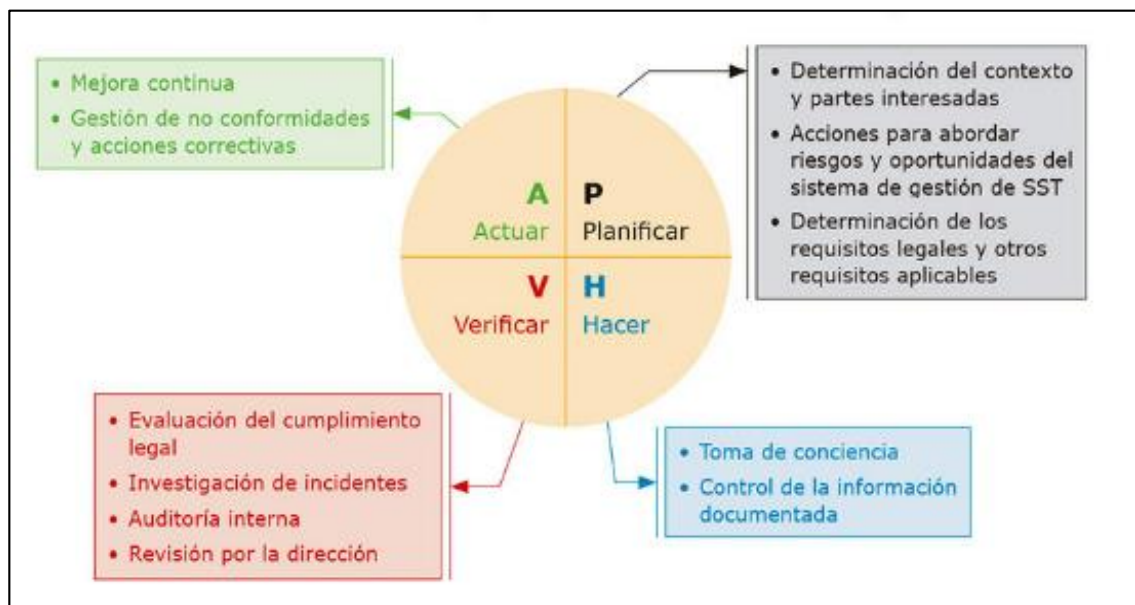 • Mejora continua
• Gestión de no conformidades
y acciones correctivas
• Determinación del contexto
y partes interesadas
• Acciones para abordar
riesgos y oportunidades del
sistema de gestión de SST
• Determinación de los
requisitos legales y otros
requisitos aplicables
A
Actuar
P
Planificar
V
Verificar
H
Hacer
• Evaluación del cumplimiento
legal
• Investigación de incidentes
• Auditoría interna
• Revisión por la dirección
• Toma de conciencia
• Control de la información
documentada